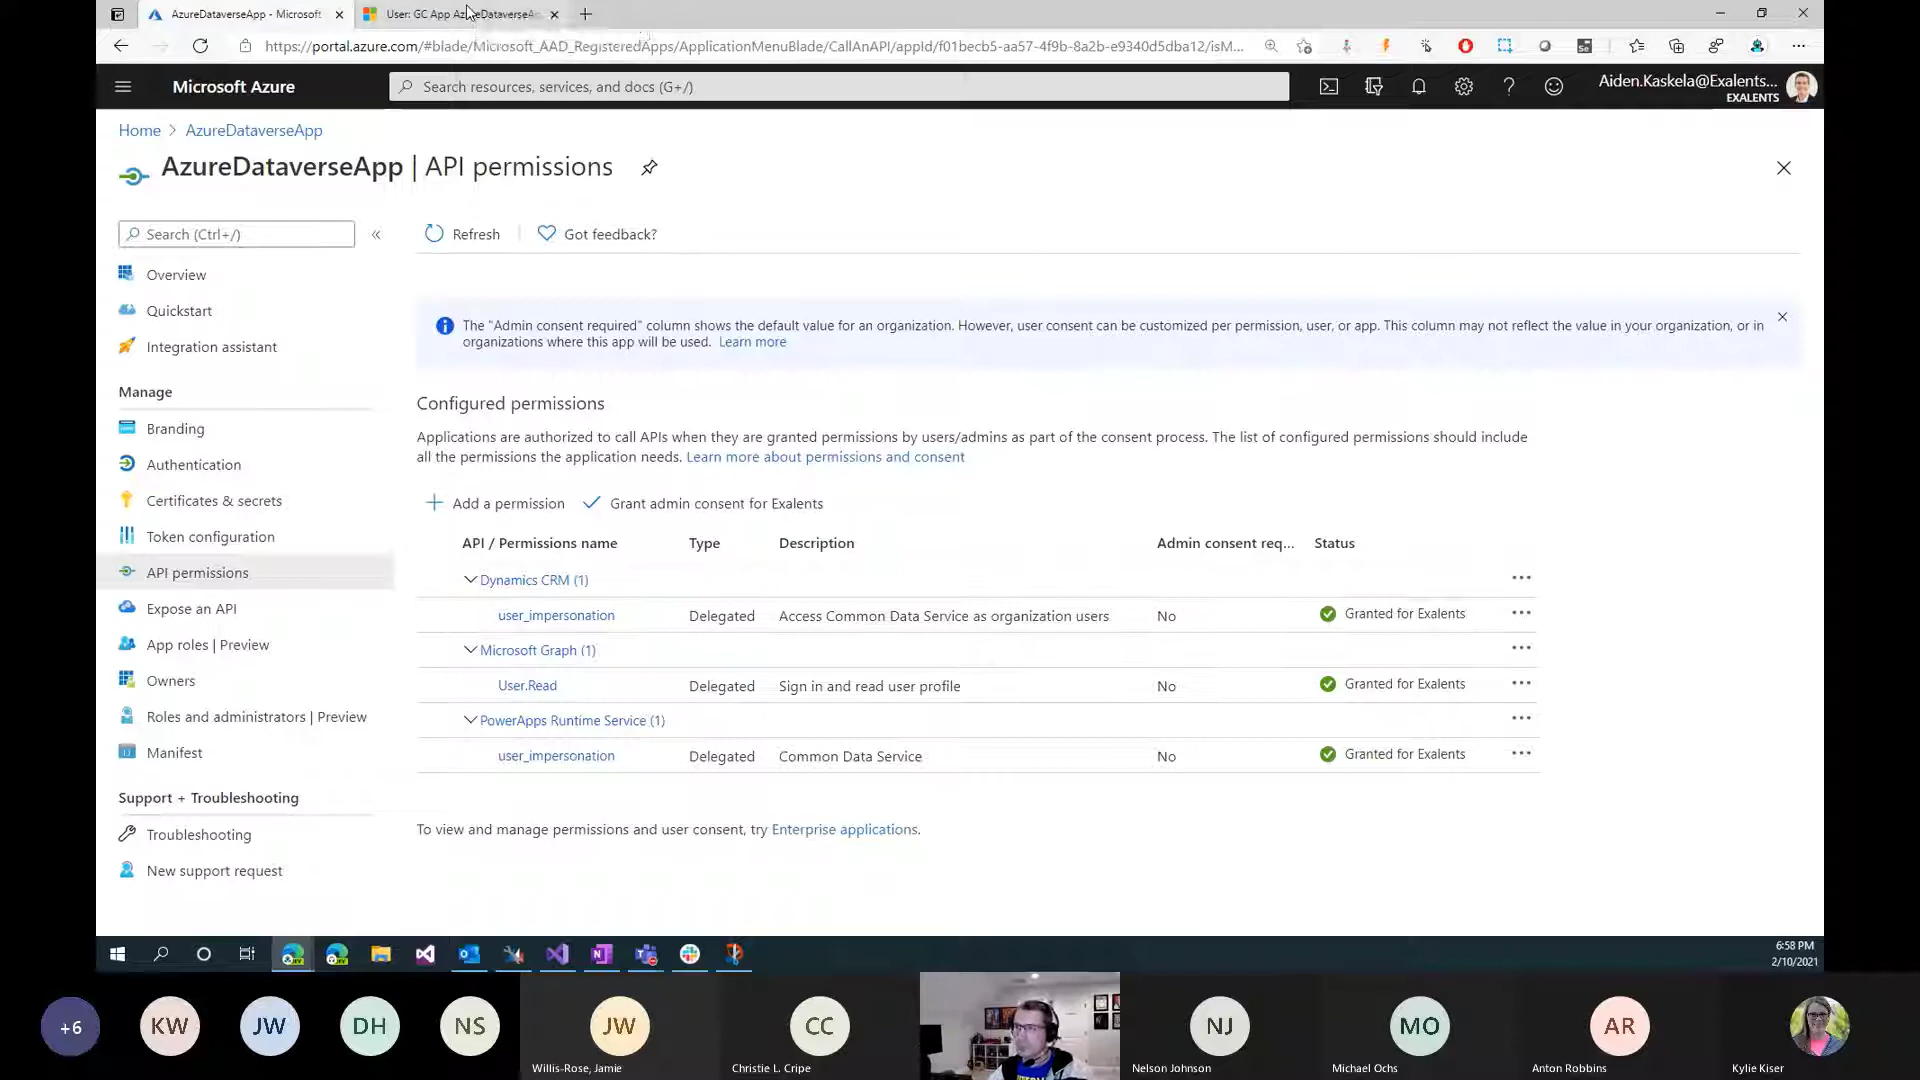 AzureDataverseApp - Microsoft
User: GC App AzureDataverseA
https://portal.azure.com/#blade/Microsoft_AAD_RegisteredApps/ApplicationMenuBlade/CallAnAPI/appId/f01becb5-aa57-4f9b-8a2b-e9340d5dba12/isM...
Microsoft Azure
Search resources, services, and docs (G+/)
Aiden.Kaskela@Exalents...
EXALENTS
Home > AzureDataverseApp
AzureDataverseApp | API permissions
Search (Ctrl+/)
«
Refresh
Got feedback?
Overview
Quickstart
Integration assistant
Manage
Branding
Authentication
Certificates & secrets
Token configuration
API permissions
Expose an API
App roles | Preview
Owners
Roles and administrators | Preview
Manifest
Support + Troubleshooting
Troubleshooting
New support request
The "Admin consent required" column shows the default value for an organization. However, user consent can be customized per permission, user, or app. This column may not reflect the value in your organization, or in
organizations where this app will be used. Learn more
Configured permissions
Applications are authorized to call APIs when they are granted permissions by users/admins as part of the consent process. The list of configured permissions should include
all the permissions the application needs. Learn more about permissions and consent
Add a permission
Grant admin consent for Exalents
API / Permissions name Type Description Admin consent req... Status
Dynamics CRM (1)
user_impersonation Delegated Access Common Data Service as organization users No Granted for Exalents
Microsoft Graph (1)
User.Read Delegated Sign in and read user profile No Granted for Exalents
PowerApps Runtime Service (1)
user_impersonation Delegated Common Data Service No Granted for Exalents
To view and manage permissions and user consent, try Enterprise applications.
6:58 PM
2/10/2021
+6
KW
JW
DH
NS
JW
CC
NJ
MO
AR
Willis-Rose, Jamie
Christie L. Cripe
Nelson Johnson
Michael Ochs
Anton Robbins
Kylie Kiser